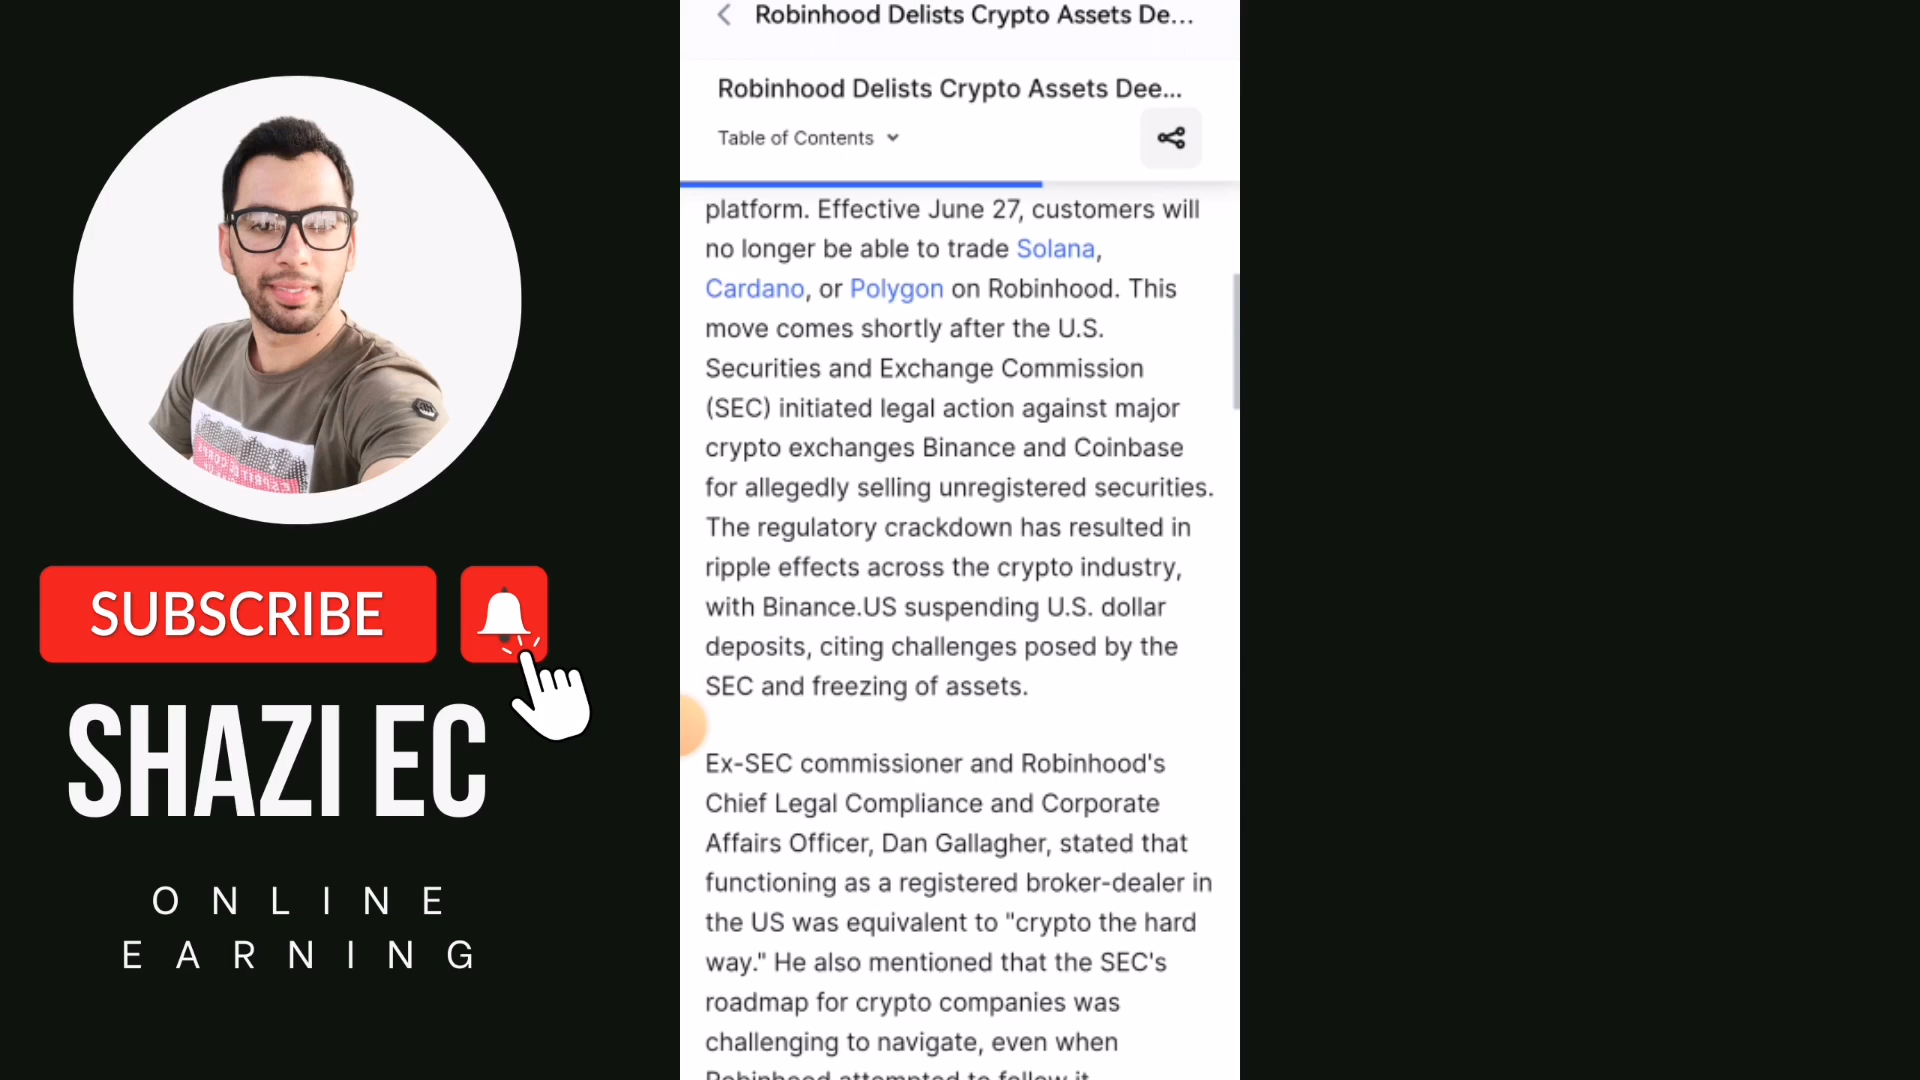 SUBSCRIBE
SHAZI EC
ONLINE
EARNING
Robinhood Delists Crypto Assets De...
Robinhood Delists Crypto Assets Dee...
Table of Contents
platform. Effective June 27, customers will
no longer be able to trade Solana,
Cardano, or Polygon on Robinhood. This
move comes shortly after the U.S.
Securities and Exchange Commission
(SEC) initiated legal action against major
crypto exchanges Binance and Coinbase
for allegedly selling unregistered securities.
The regulatory crackdown has resulted in
ripple effects across the crypto industry,
with Binance.US suspending U.S. dollar
deposits, citing challenges posed by the
SEC and freezing of assets.
Ex-SEC commissioner and Robinhood's
Chief Legal Compliance and Corporate
Affairs Officer, Dan Gallagher, stated that
functioning as a registered broker-dealer in
the US was equivalent to "crypto the hard
way." He also mentioned that the SEC's
roadmap for crypto companies was
challenging to navigate, even when
Robinhood attempted to follow it.